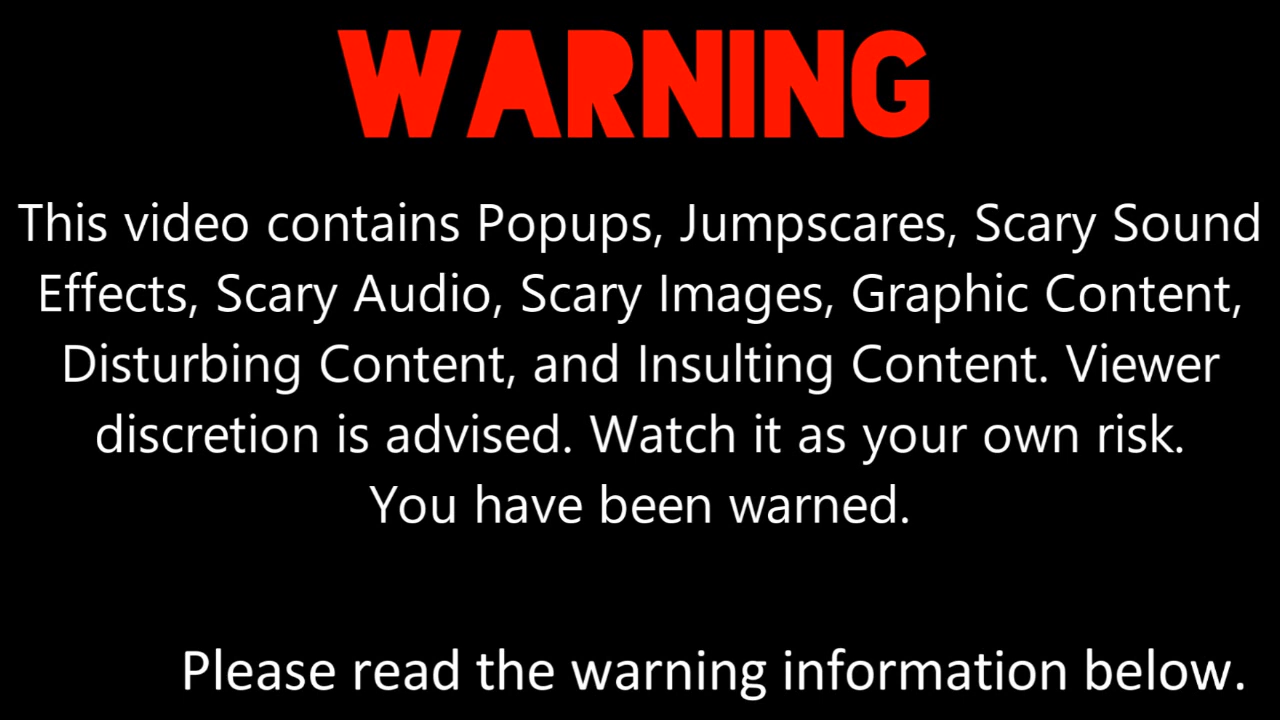 WARNING
This video contains Popups, Jumpscares, Scary Sound
Effects, Scary Audio, Scary Images, Graphic Content,
Disturbing Content, and Insulting Content. Viewer
discretion is advised. Watch it as your own risk.
You have been warned.
Please read the warning information below.